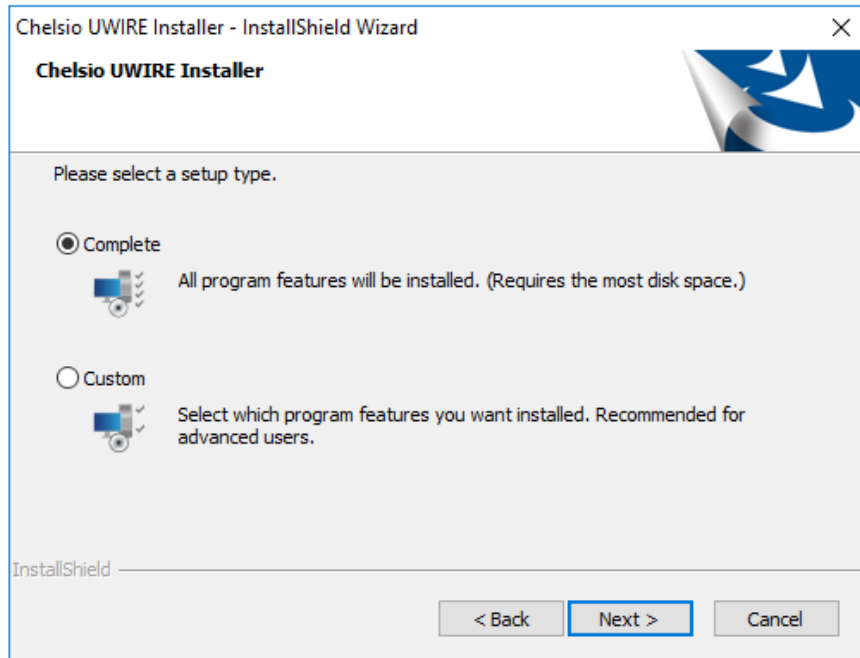 Chelsio UWIRE Installer - InstallShield Wizard
Chelsio UWIRE Installer
Please select a setup type.
Complete
All program features will be installed. (Requires the most disk space.)
Custom
Select which program features you want installed. Recommended for
advanced users.
InstallShield
< Back
Next >
Cancel